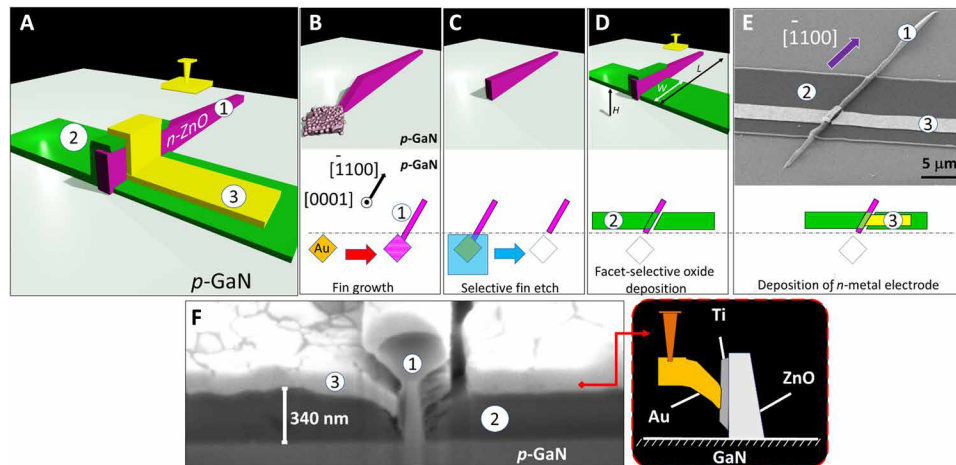 A
n-ZnO
1
2
3
p-GaN
B
p-GaN
[1̄100]
p-GaN
[0001]
1
Au
Fin growth
C
Selective fin etch
D
L
W
H
2
Facet-selective oxide
deposition
E
[1̄100]
1
2
3
5 μm
3
Deposition of n-metal electrode
F
1
3
340 nm
2
p-GaN
Ti
ZnO
Au
GaN